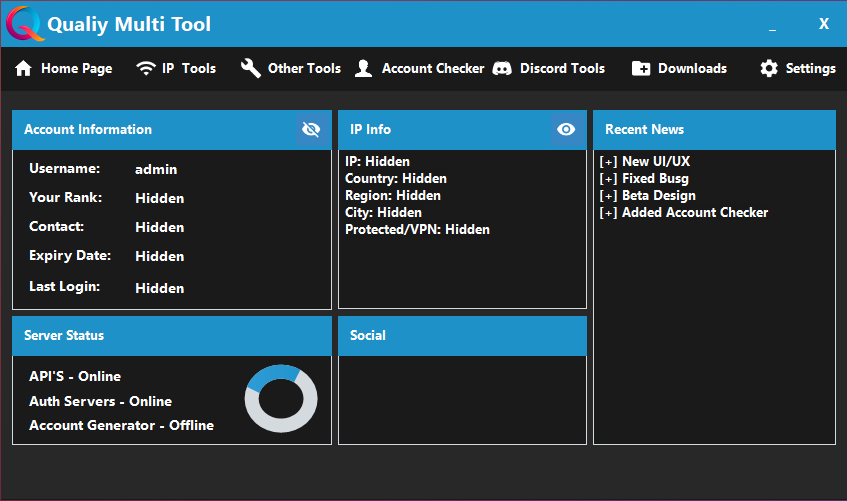 Qualiy Multi Tool
_ X
Home Page IP Tools Other Tools Account Checker Discord Tools Downloads Settings
Account Information
Username: admin
Your Rank: Hidden
Contact: Hidden
Expiry Date: Hidden
Last Login: Hidden
IP Info
IP: Hidden
Country: Hidden
Region: Hidden
City: Hidden
Protected/VPN: Hidden
Recent News
[+] New UI/UX
[+] Fixed Busg
[+] Beta Design
[+] Added Account Checker
Server Status
API'S - Online
Auth Servers - Online
Account Generator - Offline
Social